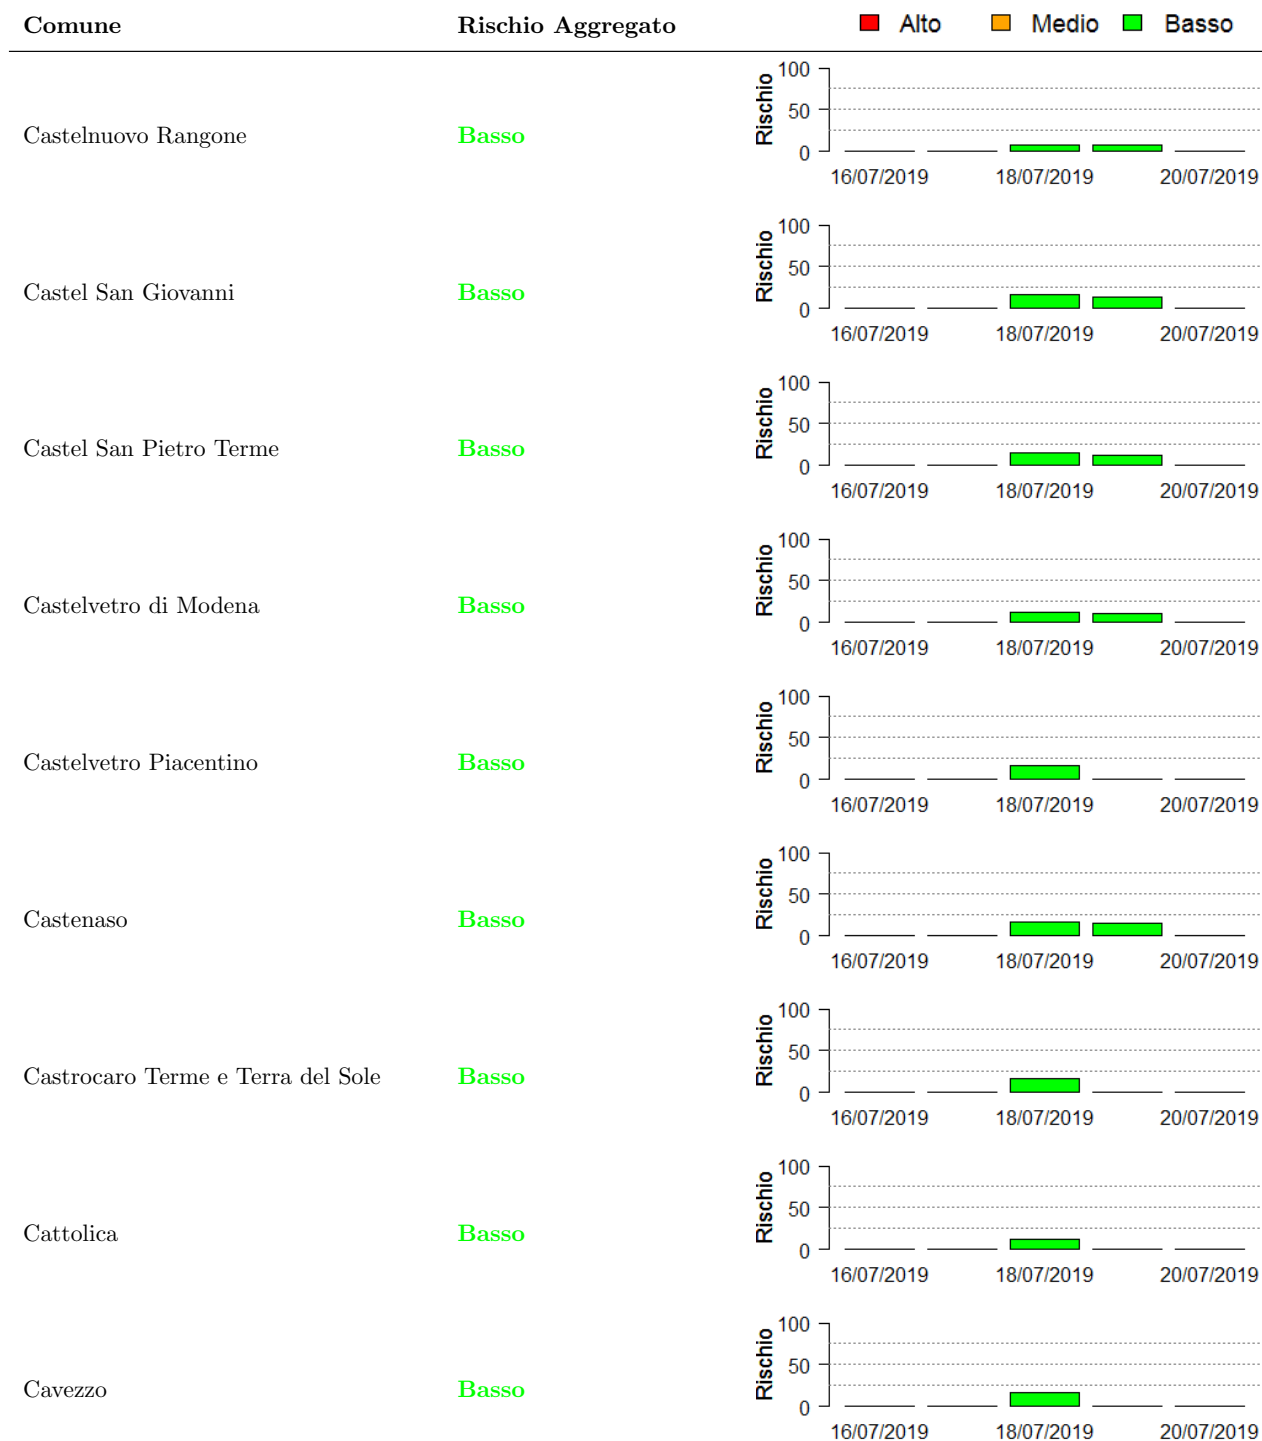 Comune Rischio Aggregato Alto Medio Basso
Castelnuovo Rangone Basso
Rischio
100
50
0
16/07/2019 18/07/2019 20/07/2019
Castel San Giovanni Basso
Rischio
100
50
0
16/07/2019 18/07/2019 20/07/2019
Castel San Pietro Terme Basso
Rischio
100
50
0
16/07/2019 18/07/2019 20/07/2019
Castelvetro di Modena Basso
Rischio
100
50
0
16/07/2019 18/07/2019 20/07/2019
Castelvetro Piacentino Basso
Rischio
100
50
0
16/07/2019 18/07/2019 20/07/2019
Castenaso Basso
Rischio
100
50
0
16/07/2019 18/07/2019 20/07/2019
Castrocaro Terme e Terra del Sole Basso
Rischio
100
50
0
16/07/2019 18/07/2019 20/07/2019
Cattolica Basso
Rischio
100
50
0
16/07/2019 18/07/2019 20/07/2019
Cavezzo Basso
Rischio
100
50
0
16/07/2019 18/07/2019 20/07/2019